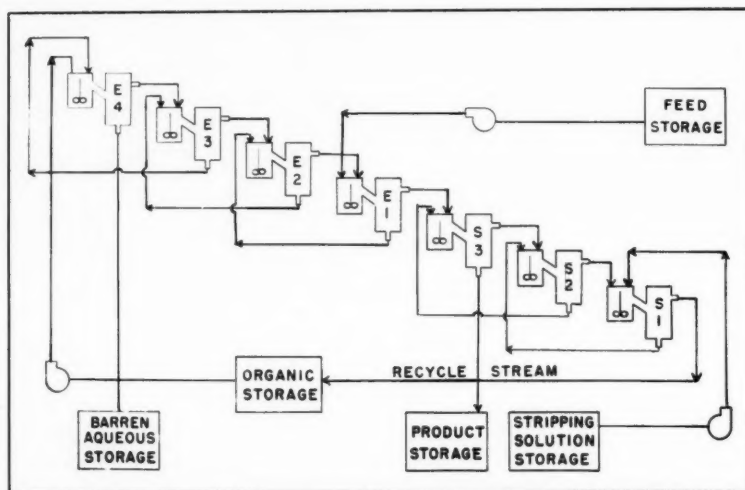 E
4
E
3
E
2
E
1
S
3
S
2
S
1
FEED
STORAGE
RECYCLE STREAM
ORGANIC
STORAGE
BARREN
AQUEOUS
STORAGE
PRODUCT
STORAGE
STRIPPING
SOLUTION
STORAGE